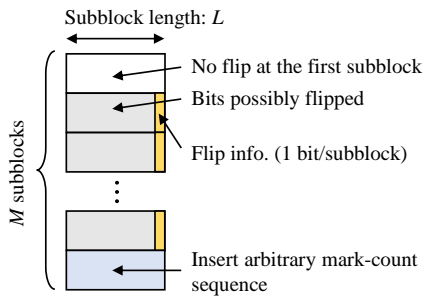 Subblock length: L
No flip at the first subblock
Bits possibly flipped
Flip info. (1 bit/subblock)
M subblocks
Insert arbitrary mark-count
sequence